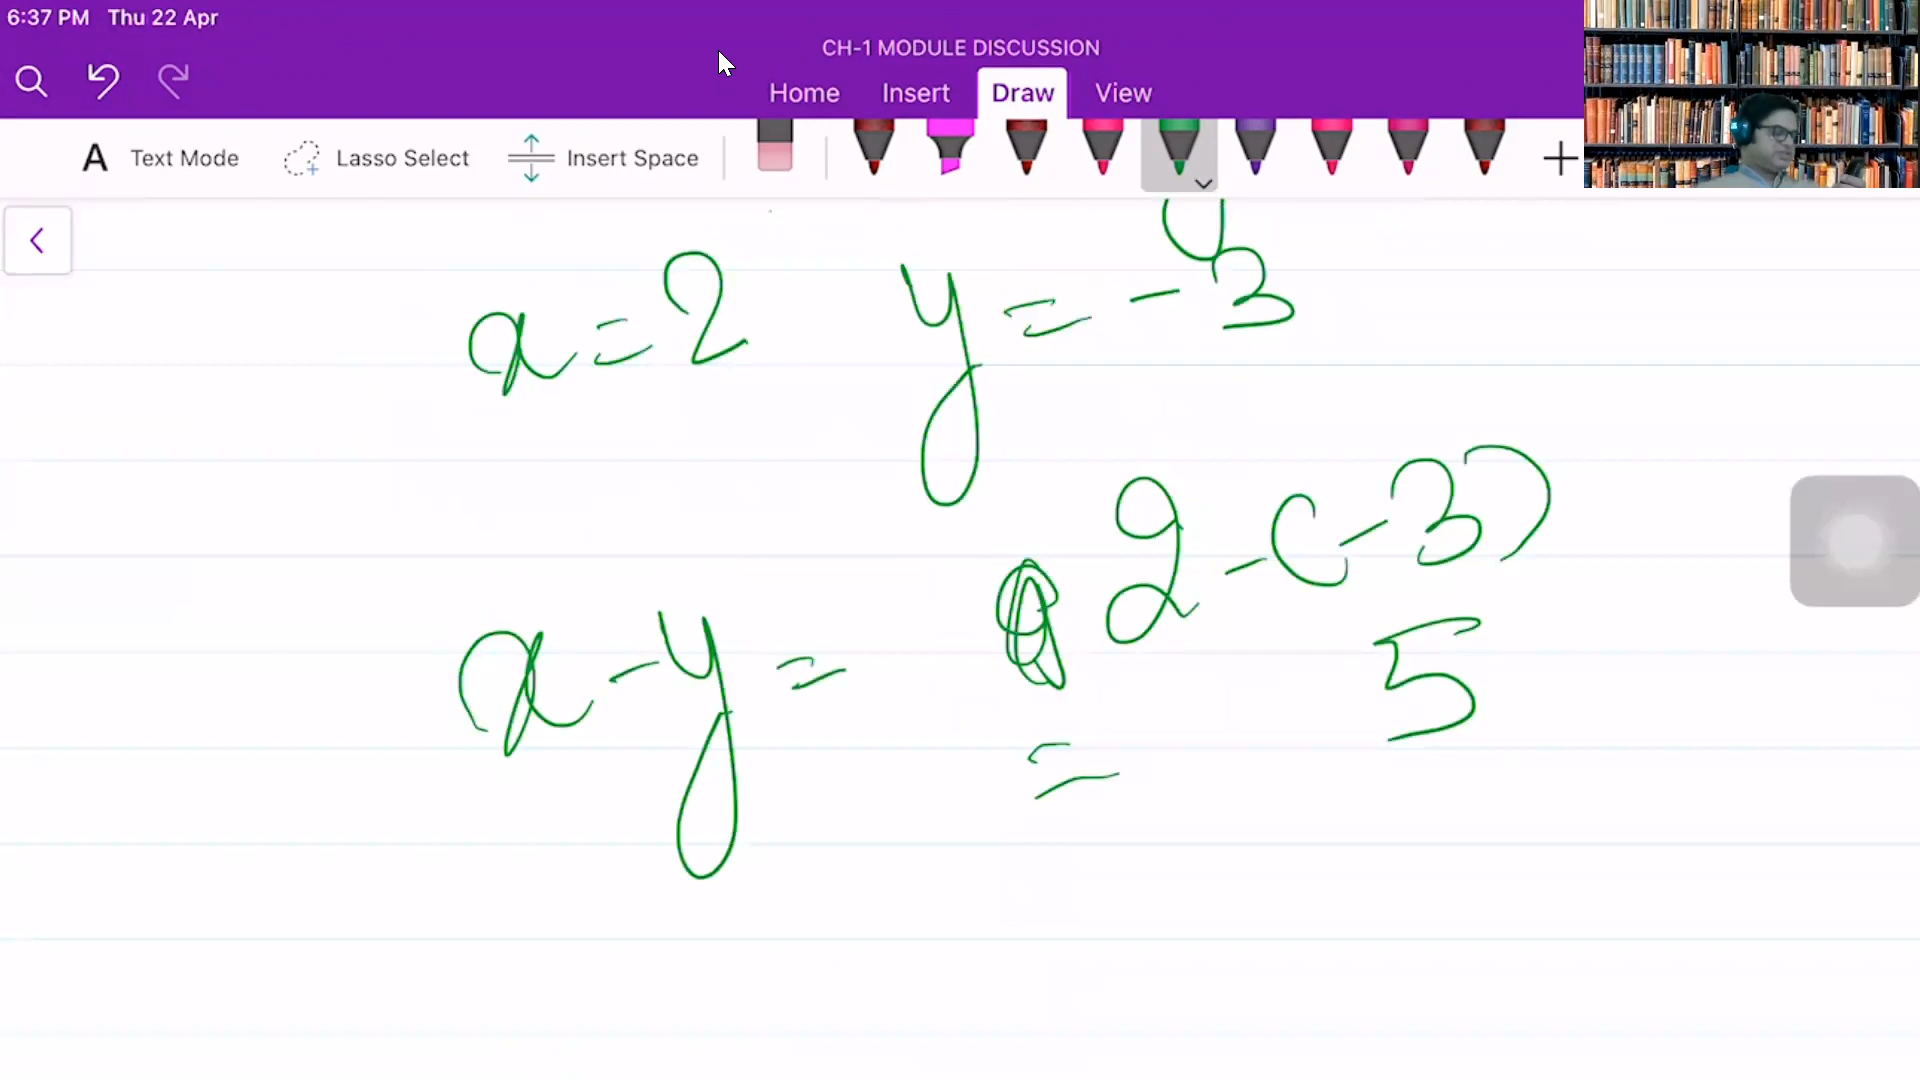 6:37 PM Thu 22 Apr
CH-1 MODULE DISCUSSION
Home Insert Draw View
A Text Mode Lasso Select Insert Space
x = 2 y = -3
x - y = 2 - (-3)
= 5